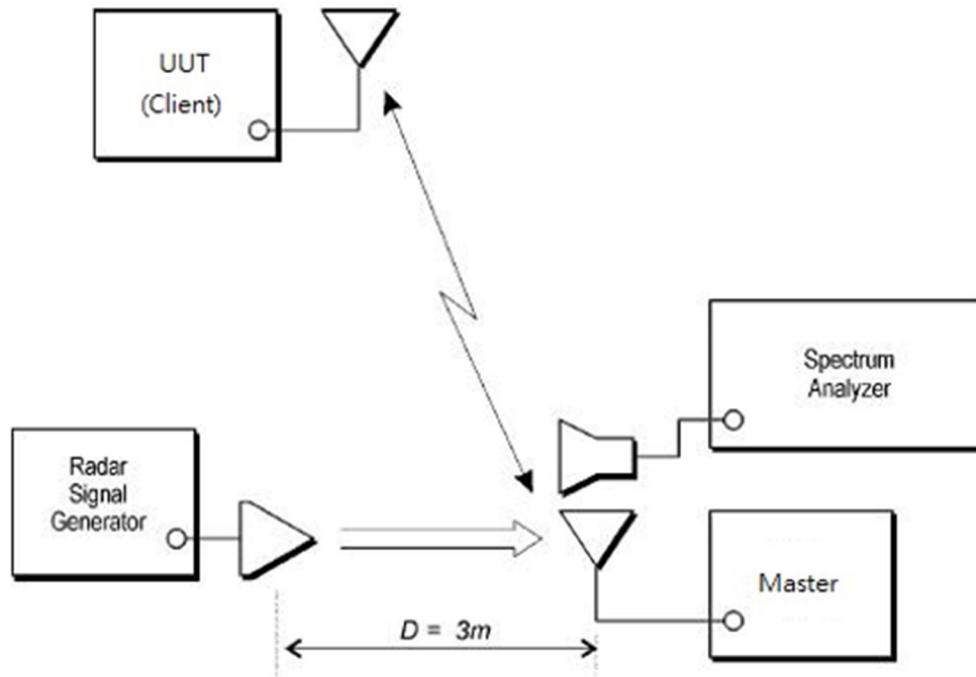 UUT
(Client)
Spectrum
Analyzer
Radar
Signal
Generator
Master
D = 3m